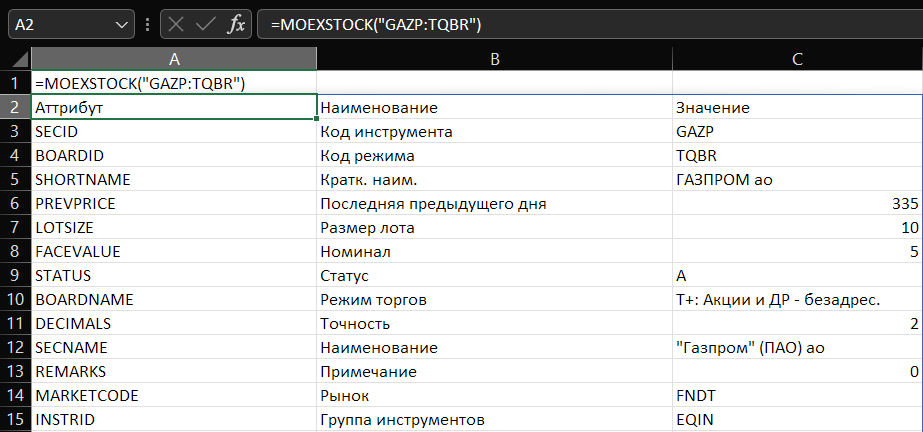 A2 fx =MOEXSTOCK("GAZP:TQBR")
A B C
1 =MOEXSTOCK("GAZP:TQBR")
2 Аттрибут Наименование Значение
3 SECID Код инструмента GAZP
4 BOARDID Код режима TQBR
5 SHORTNAME Кратк. наим. ГАЗПРОМ ао
6 PREVPRICE Последняя предыдущего дня 335
7 LOTSIZE Размер лота 10
8 FACEVALUE Номинал 5
9 STATUS Статус A
10 BOARDNAME Режим торгов Т+: Акции и ДР - безадрес.
11 DECIMALS Точность 2
12 SECNAME Наименование "Газпром" (ПАО) ао
13 REMARKS Примечание 0
14 MARKETCODE Рынок FNDT
15 INSTRID Группа инструментов EQIN